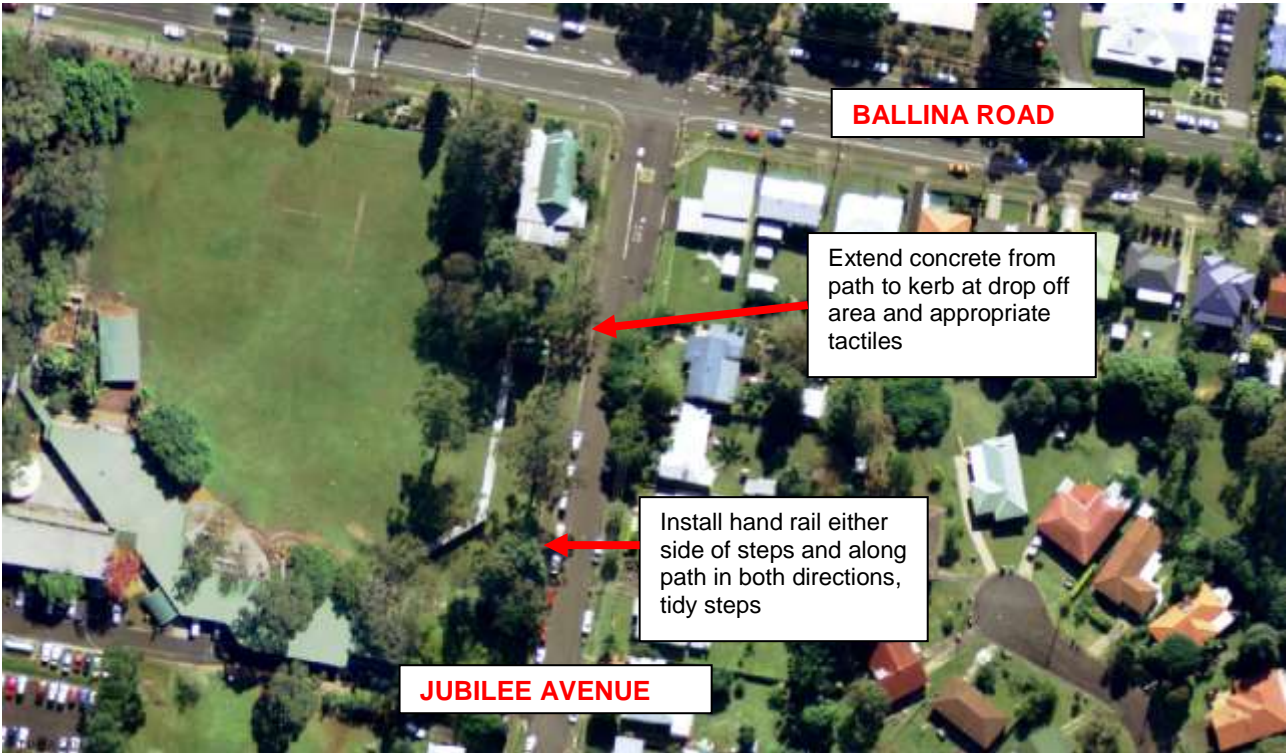 BALLINA ROAD
Extend concrete from
path to kerb at drop off
area and appropriate
tactiles
Install hand rail either
side of steps and along
path in both directions,
tidy steps
JUBILEE AVENUE